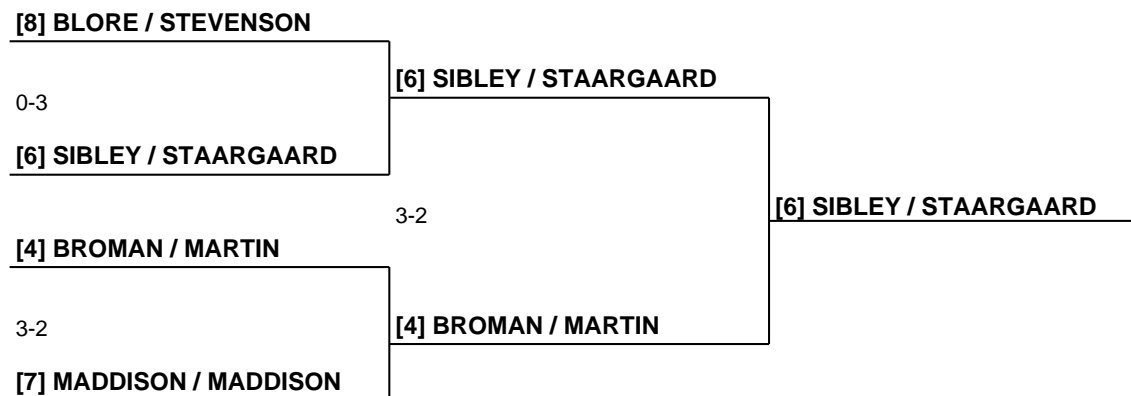 [8] BLORE / STEVENSON
[6] SIBLEY / STAARGAARD
0-3
[6] SIBLEY / STAARGAARD
3-2
[6] SIBLEY / STAARGAARD
[4] BROMAN / MARTIN
3-2
[4] BROMAN / MARTIN
[7] MADDISON / MADDISON